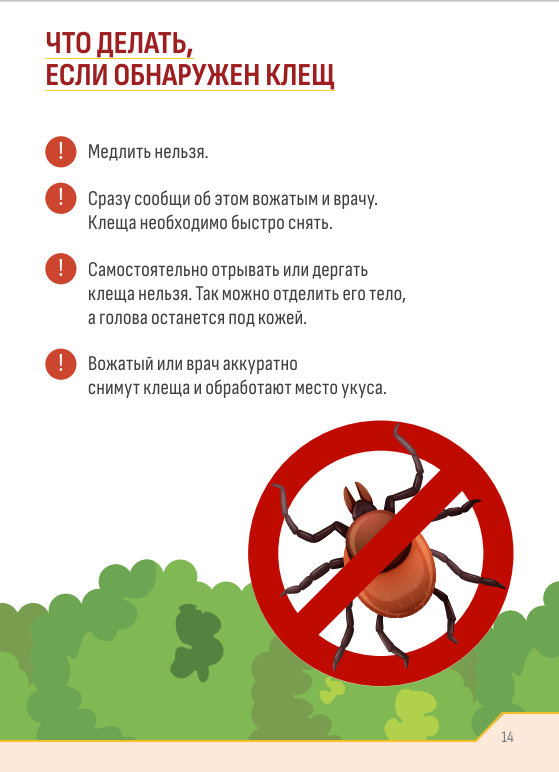 ЧТО ДЕЛАТЬ,
ЕСЛИ ОБНАРУЖЕН КЛЕЩ
! Медлить нельзя.
! Сразу сообщи об этом вожатым и врачу.
Клеща необходимо быстро снять.
! Самостоятельно отрывать или дергать
клеща нельзя. Так можно отделить его тело,
а голова останется под кожей.
! Вожатый или врач аккуратно
снимут клеща и обработают место укуса.
14